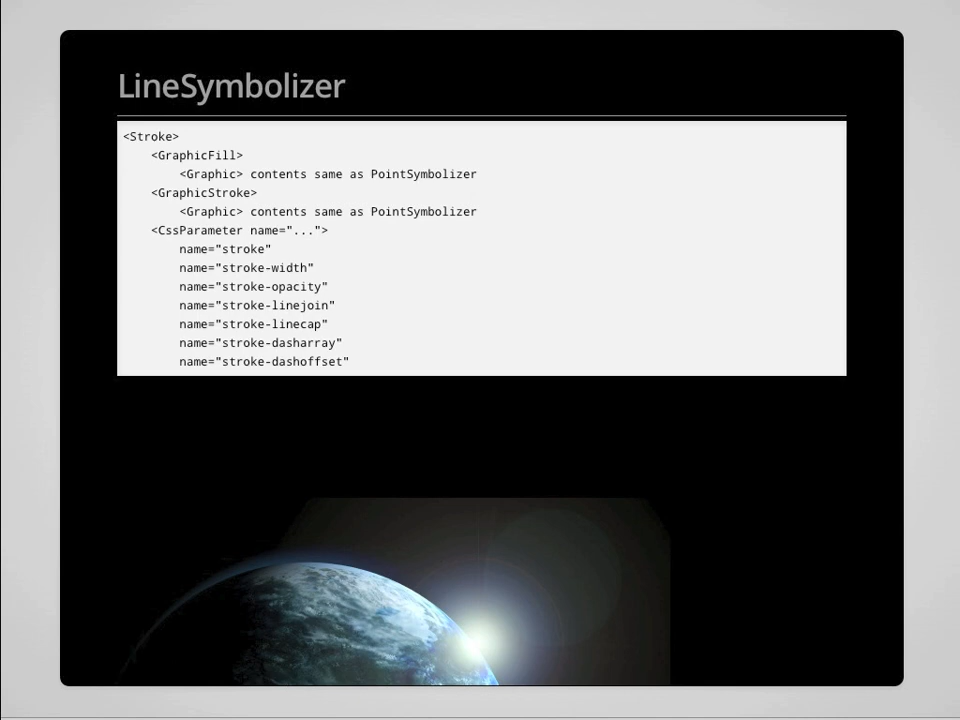 LineSymbolizer
<Stroke>
    <GraphicFill>
        <Graphic> contents same as PointSymbolizer
    <GraphicStroke>
        <Graphic> contents same as PointSymbolizer
    <CssParameter name="...">
        name="stroke"
        name="stroke-width"
        name="stroke-opacity"
        name="stroke-linejoin"
        name="stroke-linecap"
        name="stroke-dasharray"
        name="stroke-dashoffset"